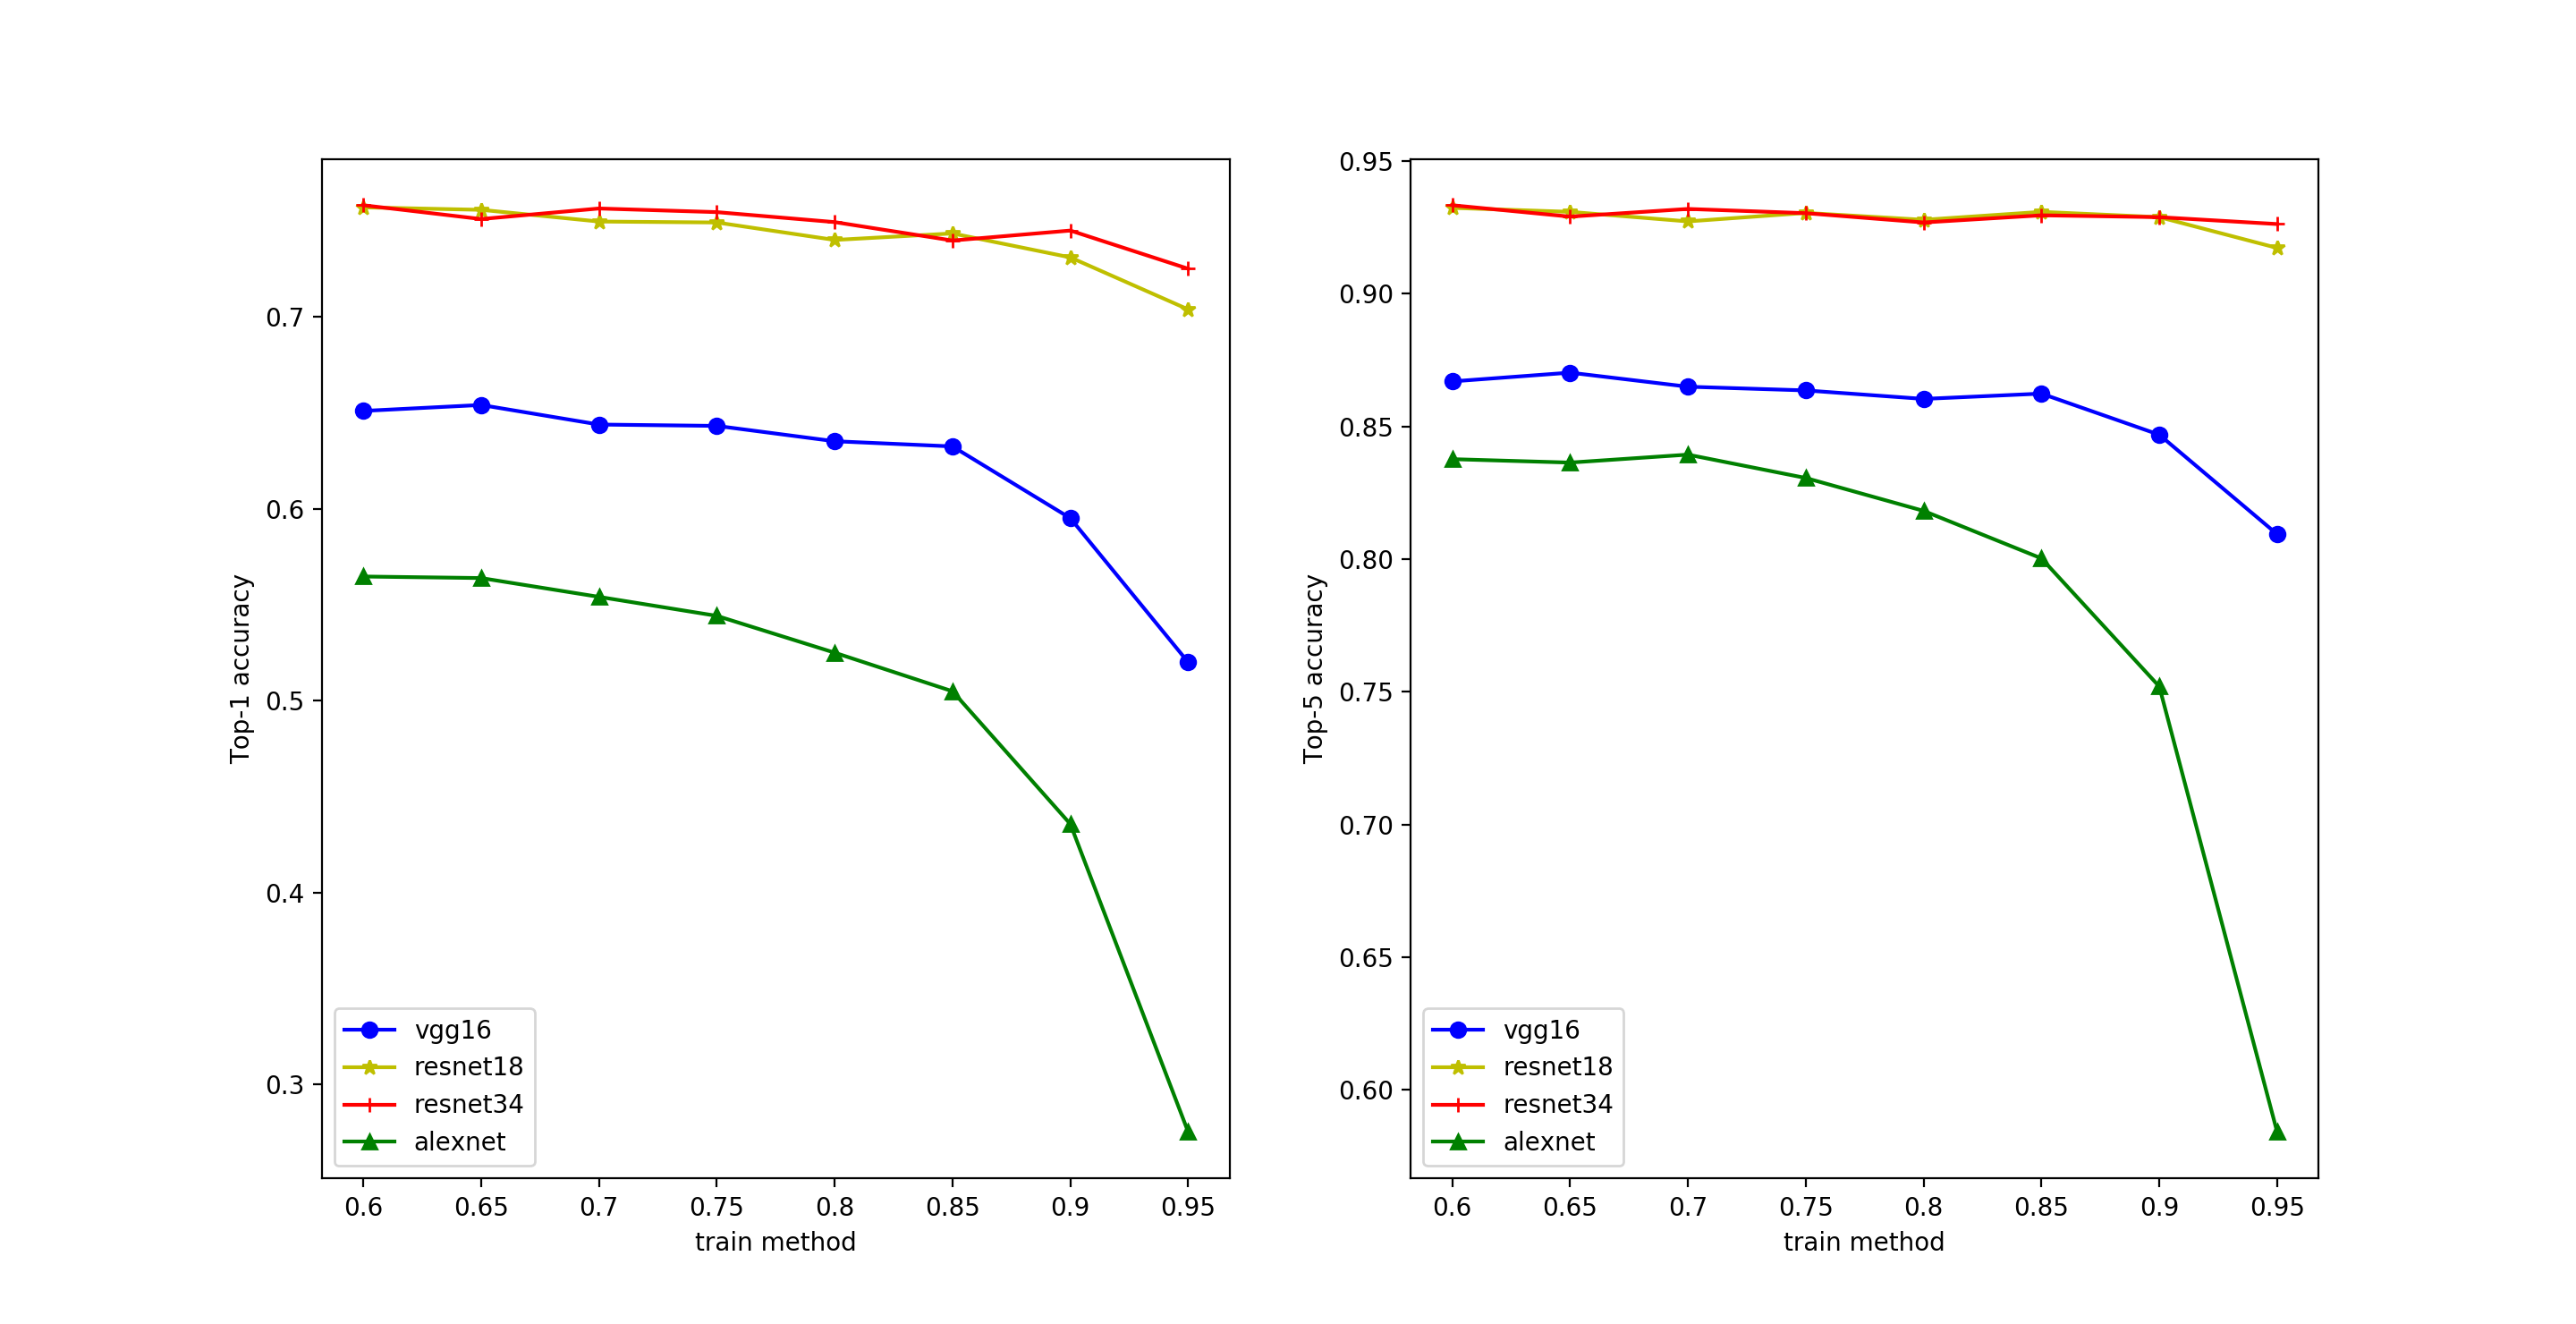 Top-1 accuracy
0.7
0.6
0.5
0.4
0.3
vgg16
resnet18
resnet34
alexnet
0.6 0.65 0.7 0.75 0.8 0.85 0.9 0.95
train method
Top-5 accuracy
0.95
0.90
0.85
0.80
0.75
0.70
0.65
0.60
vgg16
resnet18
resnet34
alexnet
0.6 0.65 0.7 0.75 0.8 0.85 0.9 0.95
train method